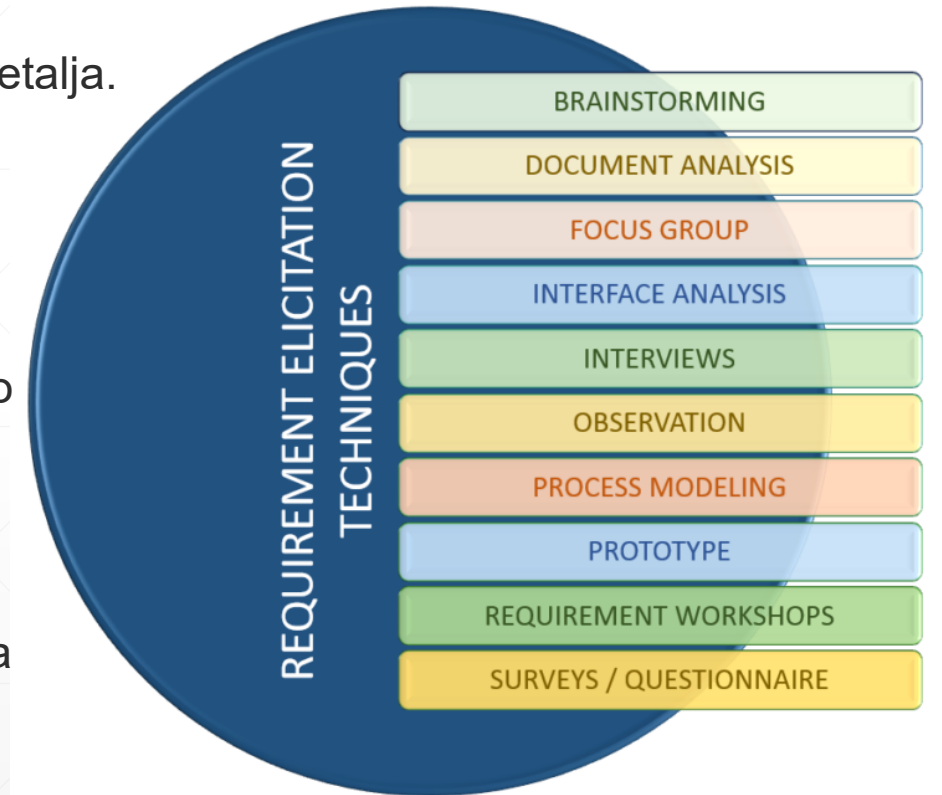 etalja.
REQUIREMENT ELICITATION
TECHNIQUES
BRAINSTORMING
DOCUMENT ANALYSIS
FOCUS GROUP
INTERFACE ANALYSIS
INTERVIEWS
OBSERVATION
PROCESS MODELING
PROTOTYPE
REQUIREMENT WORKSHOPS
SURVEYS / QUESTIONNAIRE